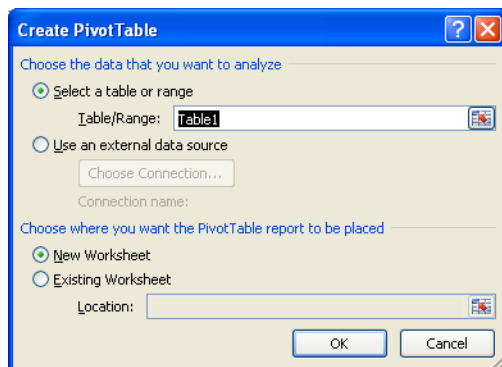 Create PivotTable
Choose the data that you want to analyze
Select a table or range
Table/Range: Table1
Use an external data source
Choose Connection...
Connection name:
Choose where you want the PivotTable report to be placed
New Worksheet
Existing Worksheet
Location:
OK Cancel